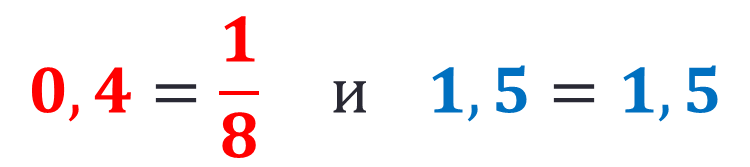 0,4 = 1/8 и 1,5 = 1,5